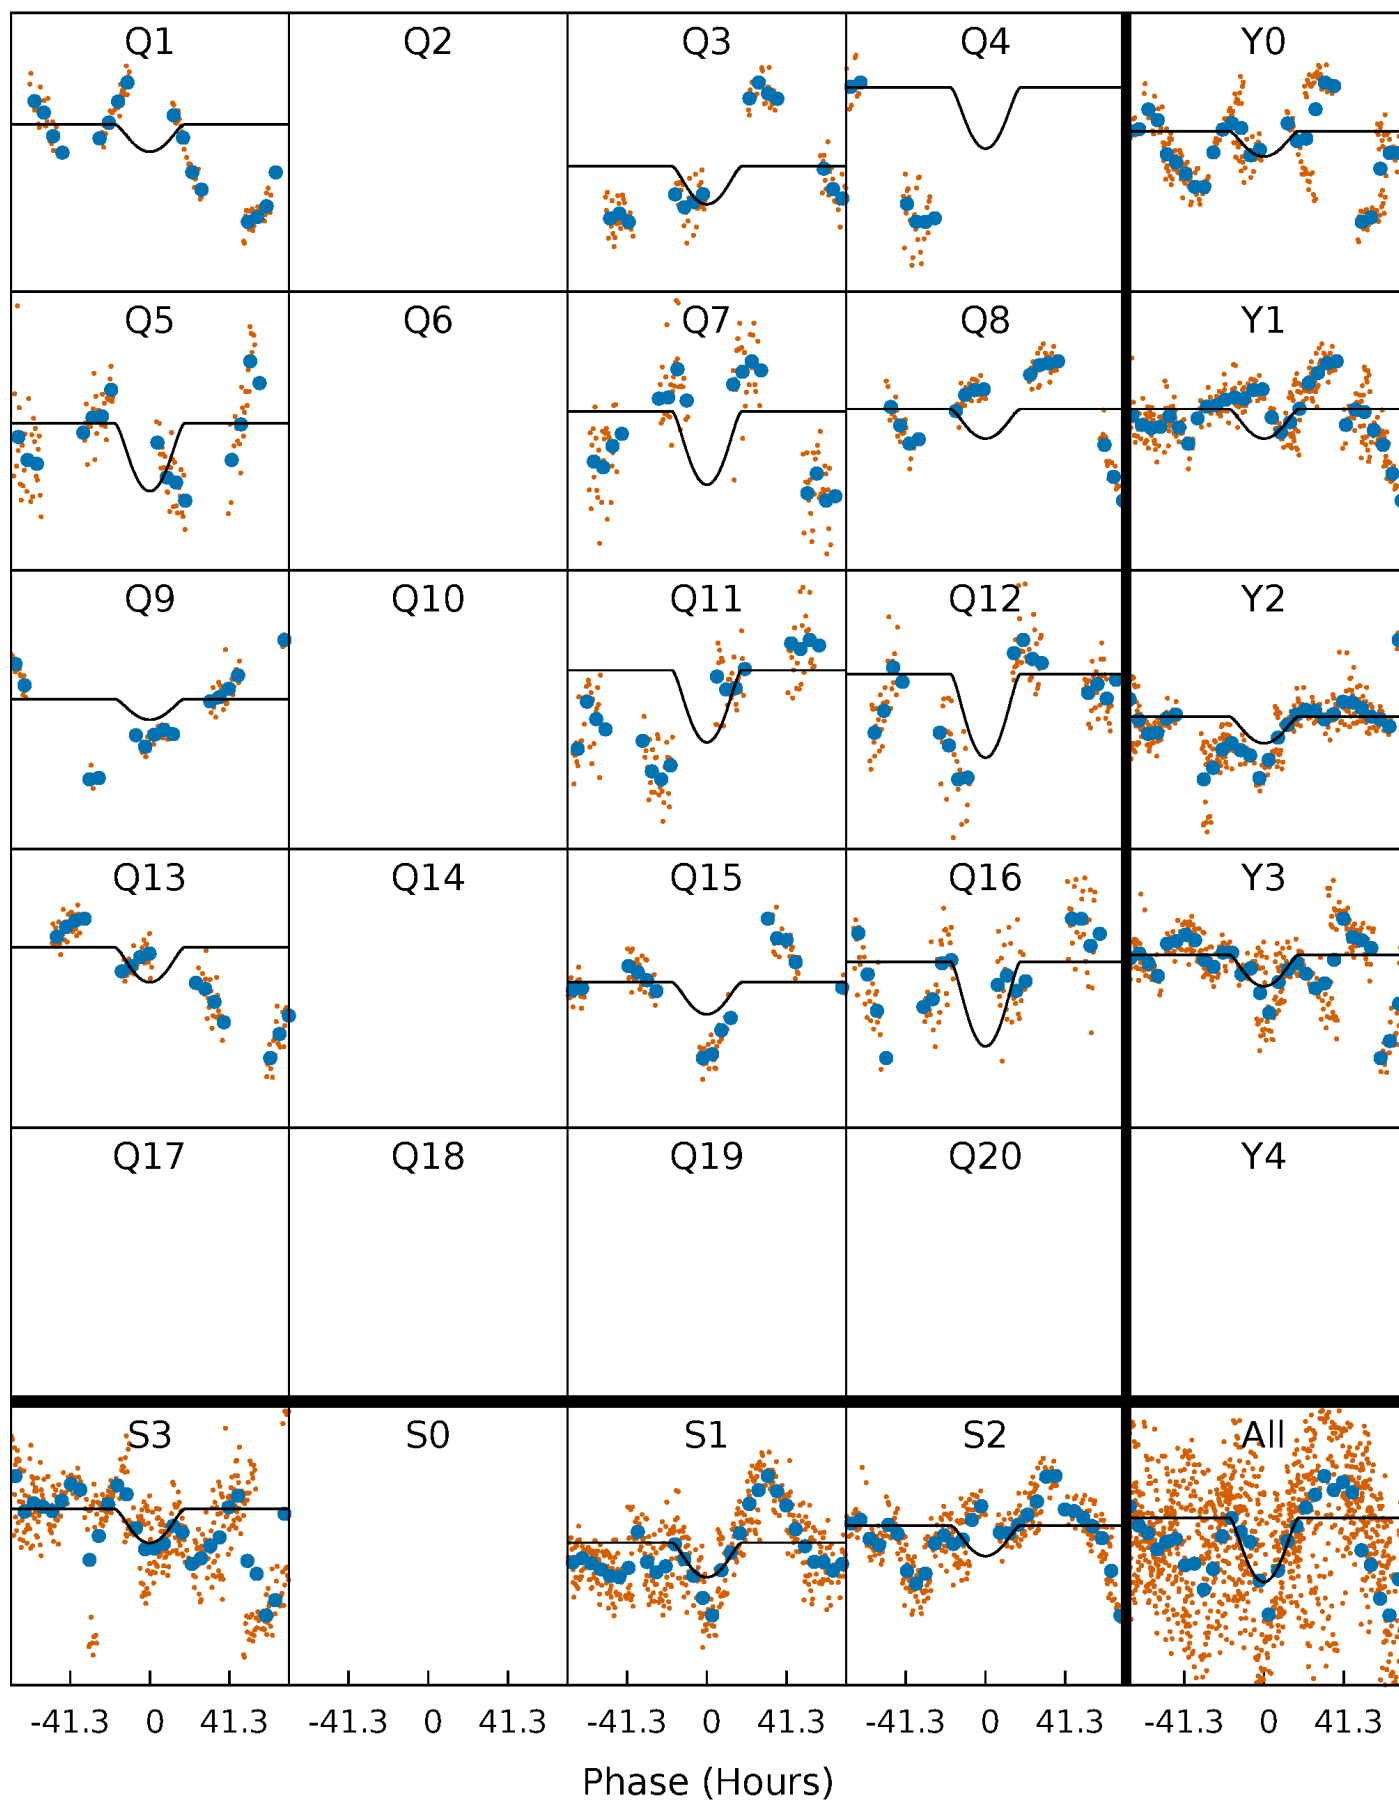 Q1 Q2 Q3 Q4 Y0
Q5 Q6 Q7 Q8 Y1
Q9 Q10 Q11 Q12 Y2
Q13 Q14 Q15 Q16 Y3
Q17 Q18 Q19 Q20 Y4
S3 S0 S1 S2 All
-41.3 0 41.3 -41.3 0 41.3 -41.3 0 41.3 -41.3 0 41.3 -41.3 0 41.3
Phase (Hours)